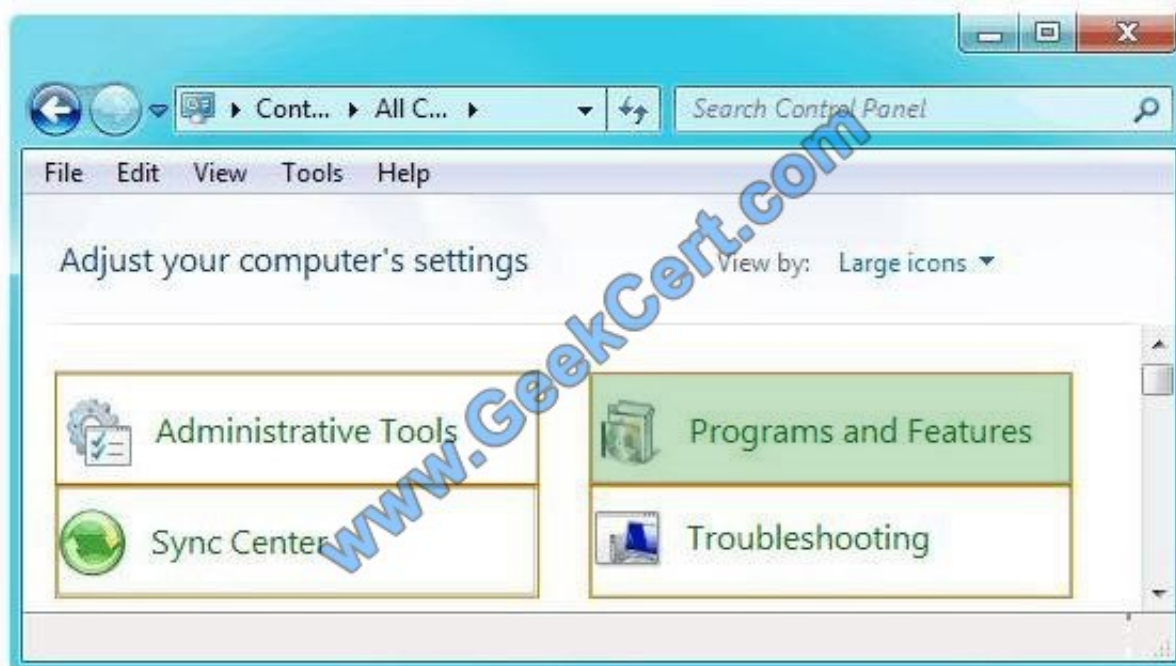 Cont... All C...
Search Control Panel
File Edit View Tools Help
Adjust your computer's settings
View by: Large icons
Administrative Tools
Programs and Features
Sync Center
Troubleshooting
www.GeekCert.com